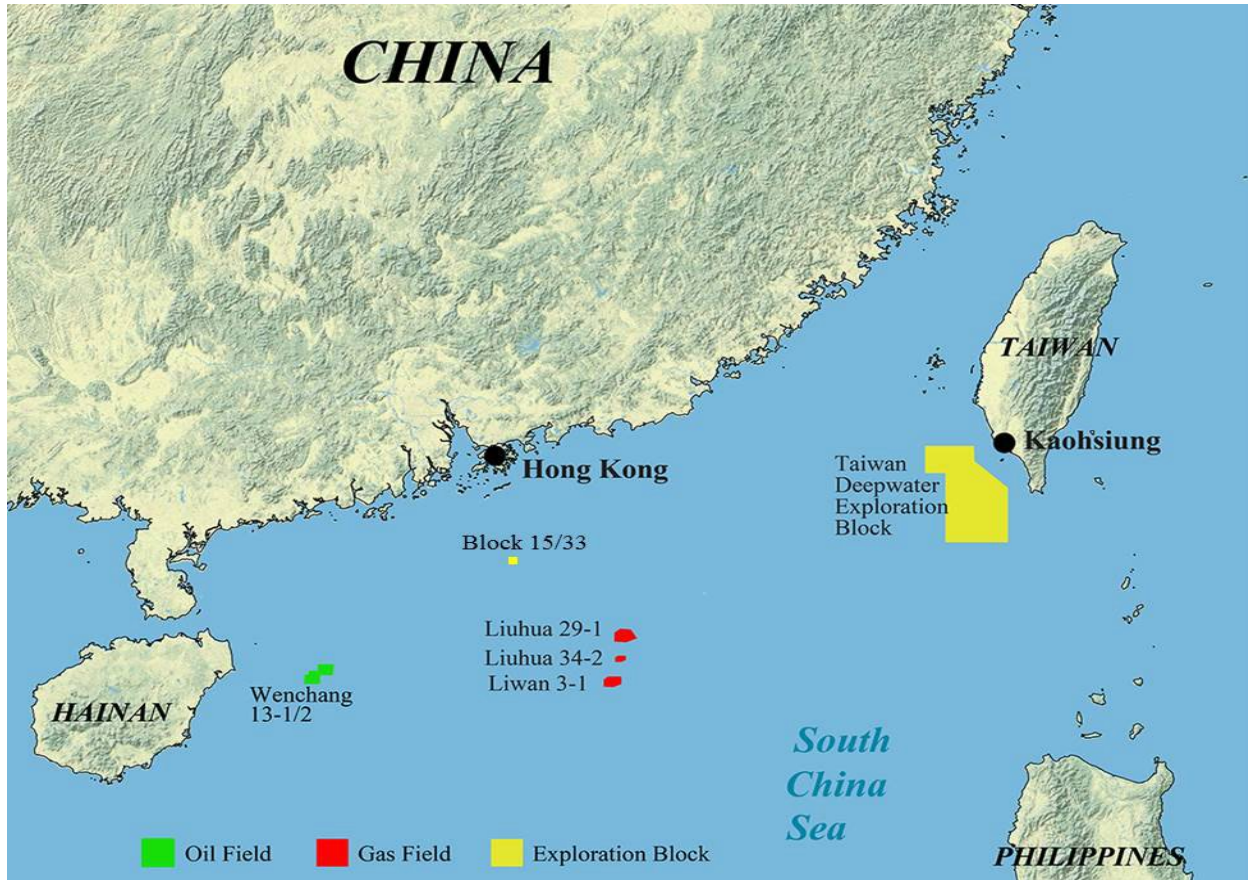 CHINA
TAIWAN
Kaohsiung
Hong Kong
Taiwan
Deepwater
Exploration
Block
Block 15/33
Liuhua 29-1
Liuhua 34-2
Liwan 3-1
Wenchang
13-1/2
HAINAN
South
China
Sea
Oil Field
Gas Field
Exploration Block
PHILIPPINES